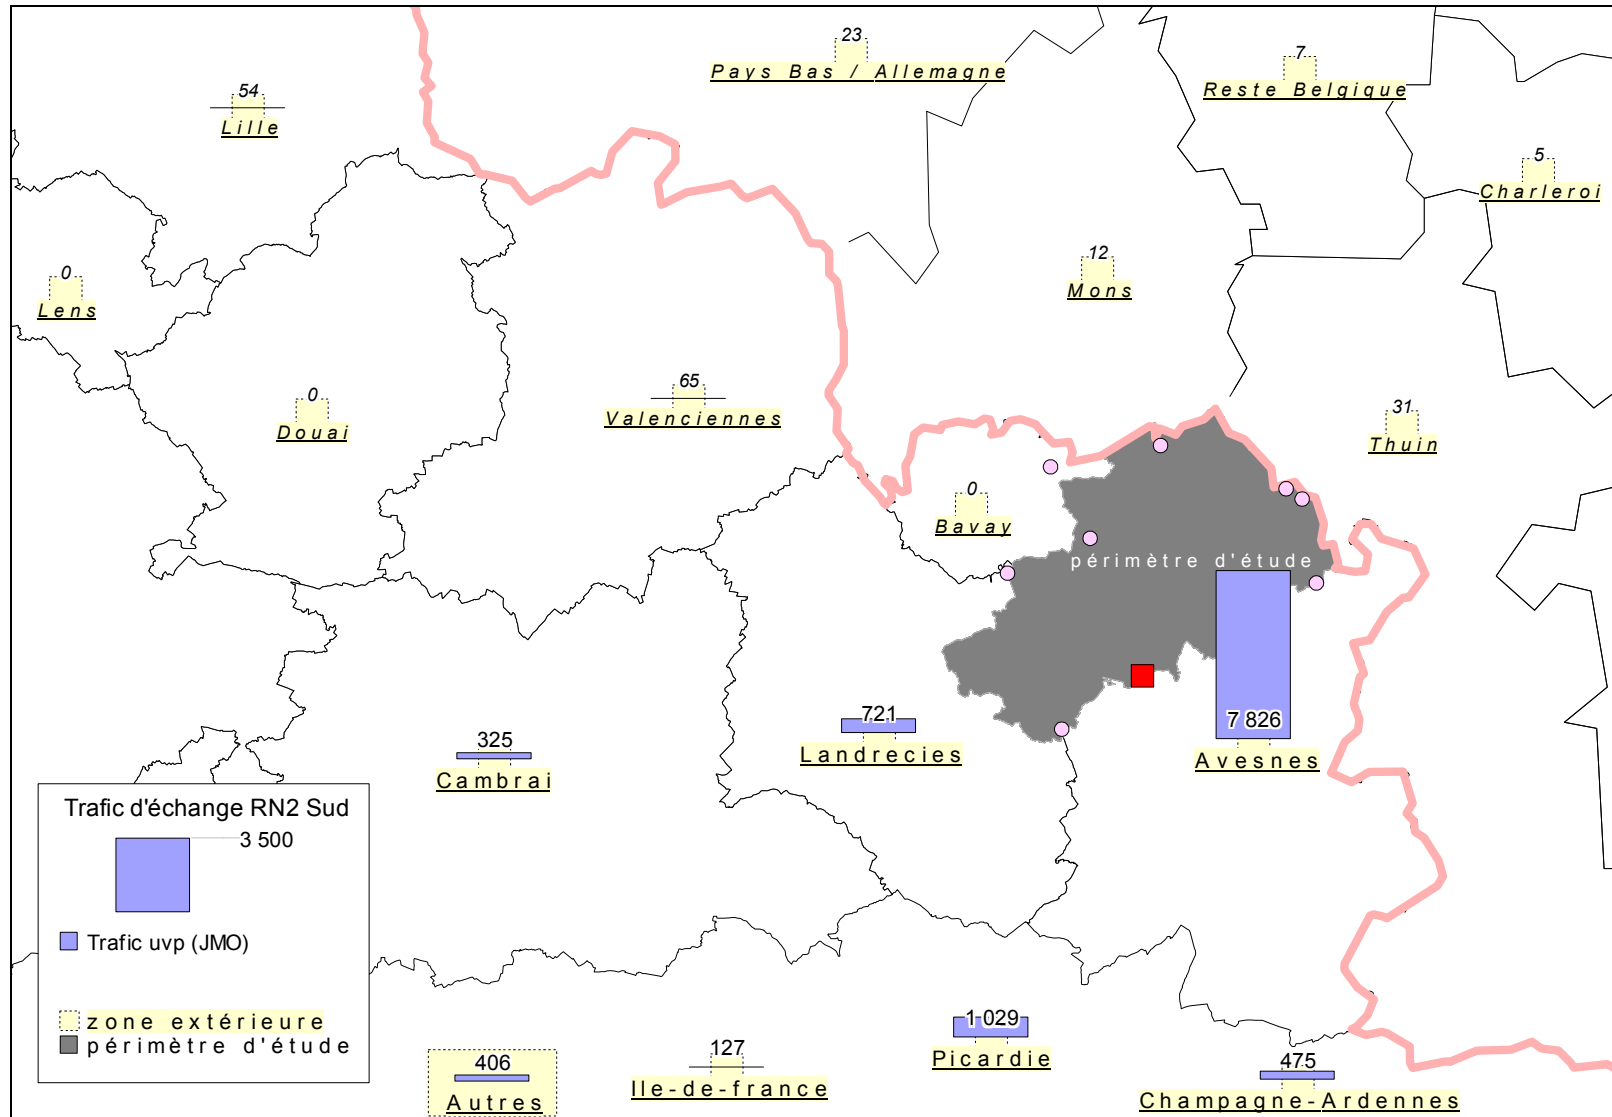 23
Pays Bas / Allemagne
7
Reste Belgique
54
Lille
5
Charleroi
0
Lens
12
Mons
0
Douai
65
Valenciennes
31
Thuin
0
Bavay
périmètre d'étude
7 826
Avesnes
721
Landrecies
325
Cambrai
Trafic d'échange RN2 Sud
3 500
Trafic uvp (JMO)
zone extérieure
périmètre d'étude
406
Autres
127
Ile-de-france
1 029
Picardie
475
Champagne-Ardennes